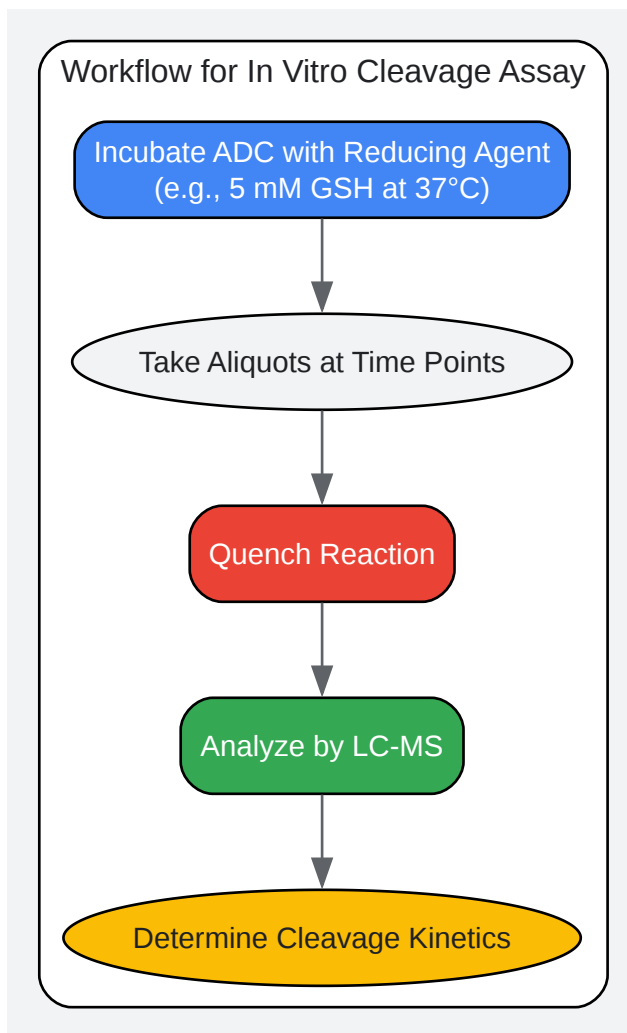 Workflow for In Vitro Cleavage Assay
Incubate ADC with Reducing Agent
(e.g., 5 mM GSH at 37°C)
Take Aliquots at Time Points
Quench Reaction
Analyze by LC-MS
Determine Cleavage Kinetics